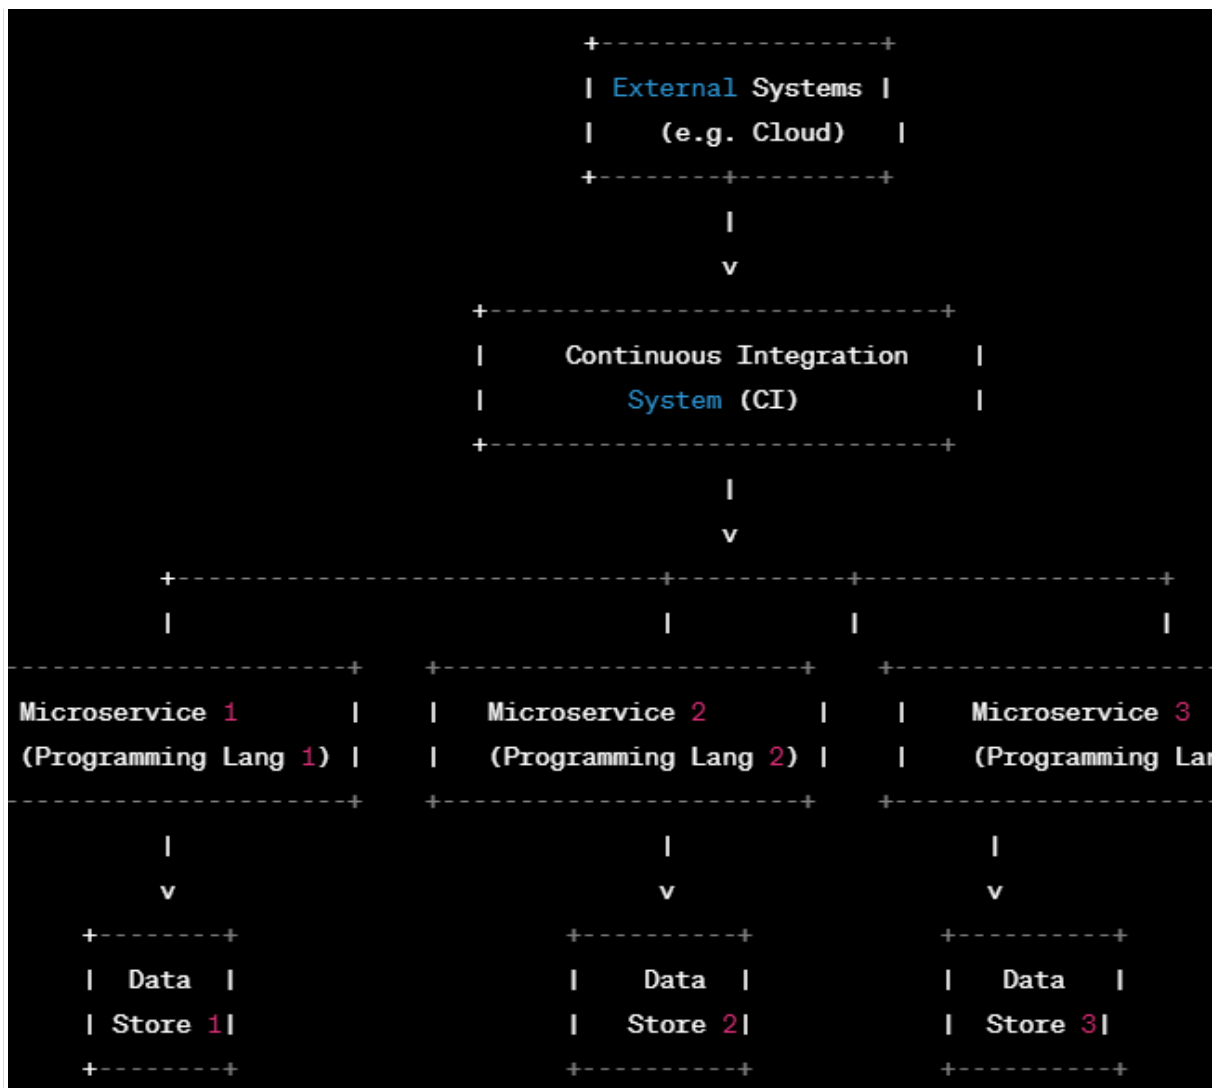 External Systems
(e.g. Cloud)
v
Continuous Integration
System (CI)
v
Microservice 1
Microservice 2
Microservice 3
(Programming Lang 1)
(Programming Lang 2)
(Programming
v
v
v
Data
Data
Data
Store 1
Store 2
Store 3